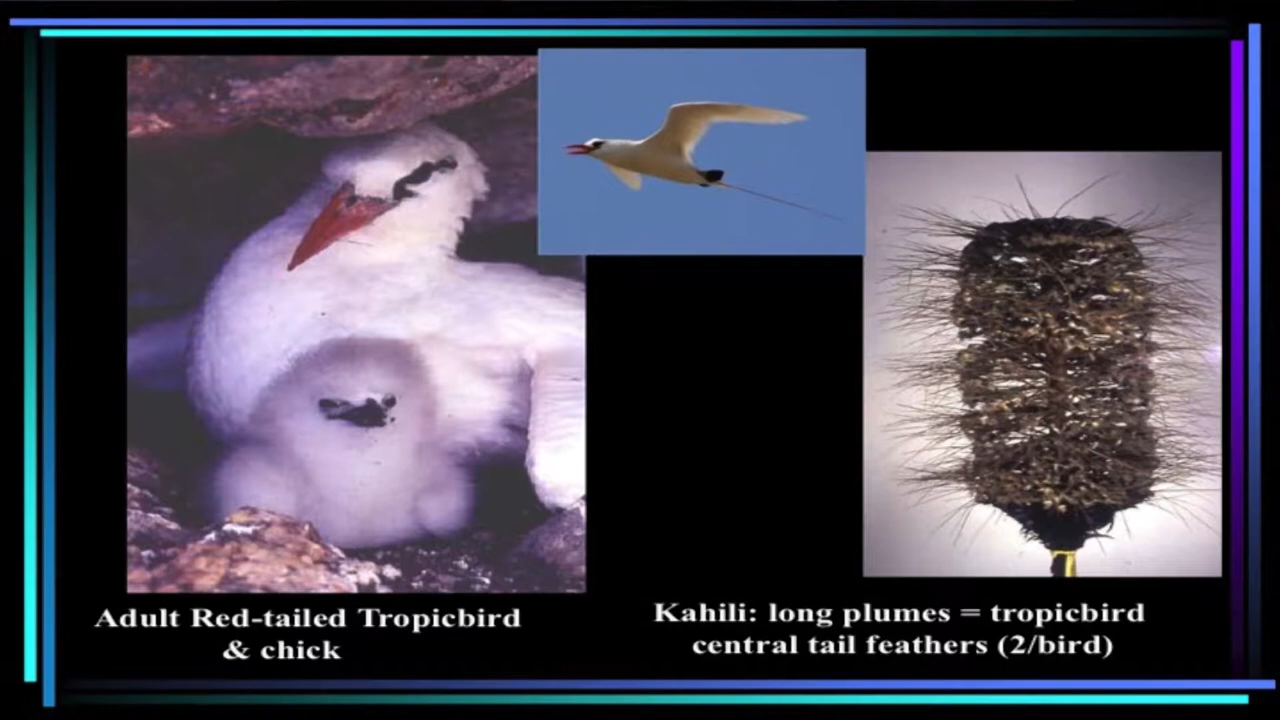 Adult Red-tailed Tropicbird
& chick
Kahili: long plumes = tropicbird
central tail feathers (2/bird)